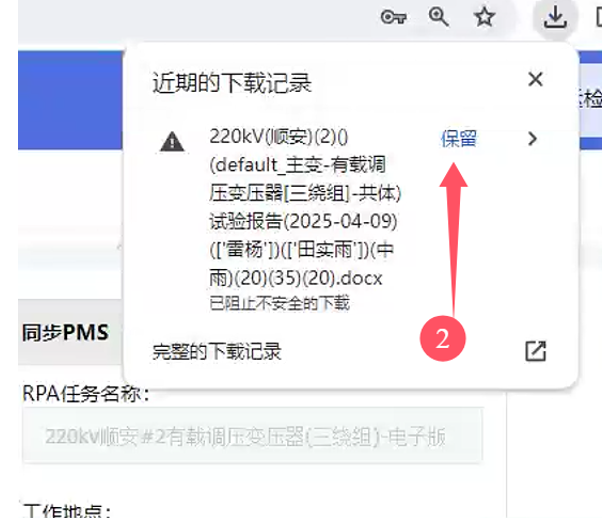 近期的下载记录
220kV(顺安)(2)()
保留
(default_主变-有载调
压变压器[三绕组]-共体)
试验报告(2025-04-09)
(['雷杨'])(['田实雨'])(中
雨)(20)(35)(20).docx
已阻止不安全的下载
2
完整的下载记录
同步PMS
RPA任务名称：
220kV顺安#2有载调压变压器(三绕组)-电子版
工作地点：